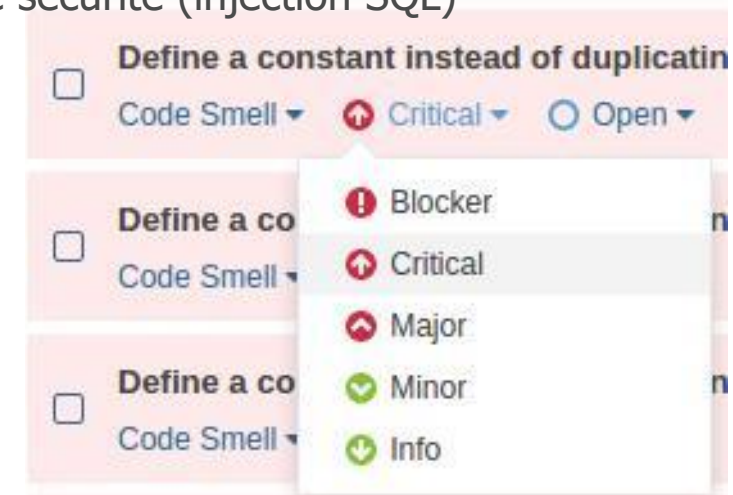 sécurité (injection SQL)
Define a constant instead of duplicatin
Code Smell Critical Open
Blocker
Define a co n
Critical
Code Smell
Major
Define a co Minor n
Code Smell
Info